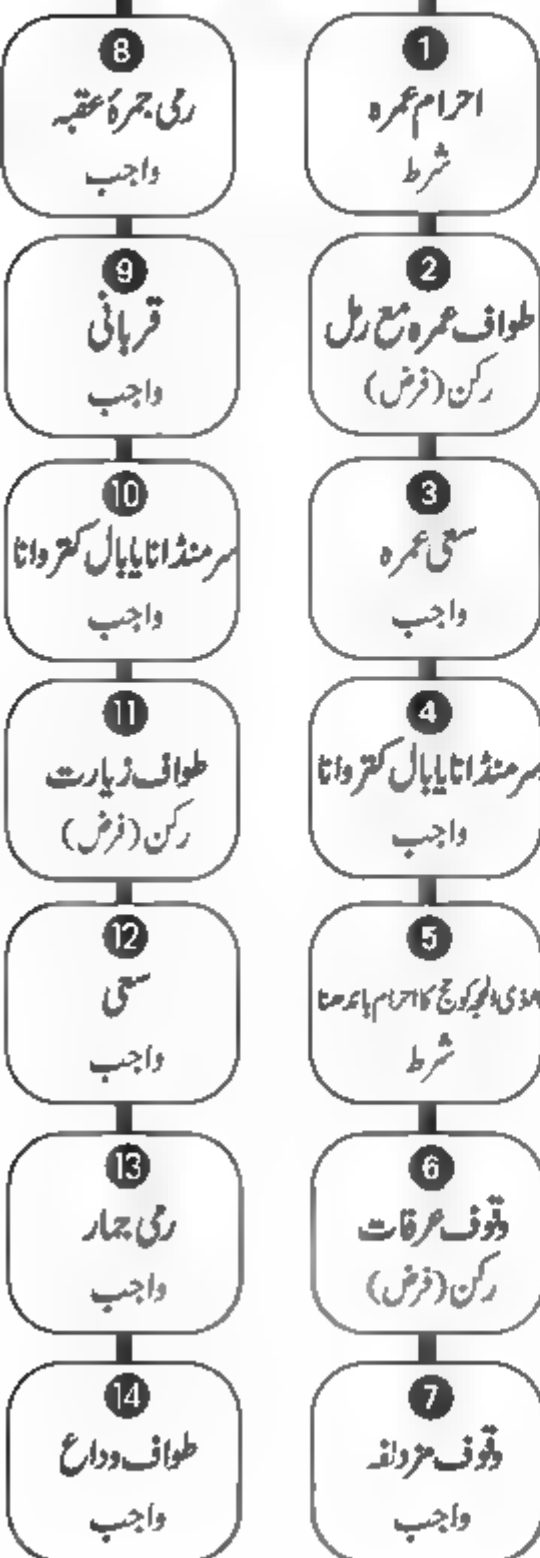 1
احرام عمرہ
شرط
2
طواف عمرہ مع رمل
رکن (فرض)
3
سعی عمرہ
واجب
4
سر منڈانا یا بال کتروانا
واجب
5
ذی الحجہ کو حج کا احرام باندھنا
شرط
6
وقوف عرفات
رکن (فرض)
7
وقوف مزدلفہ
واجب
8
رمی جمرۂ عقبہ
واجب
9
قربانی
واجب
10
سر منڈانا یا بال کتروانا
واجب
11
طواف زیارت
رکن (فرض)
12
سعی
واجب
13
رمی جمار
واجب
14
طواف وداع
واجب